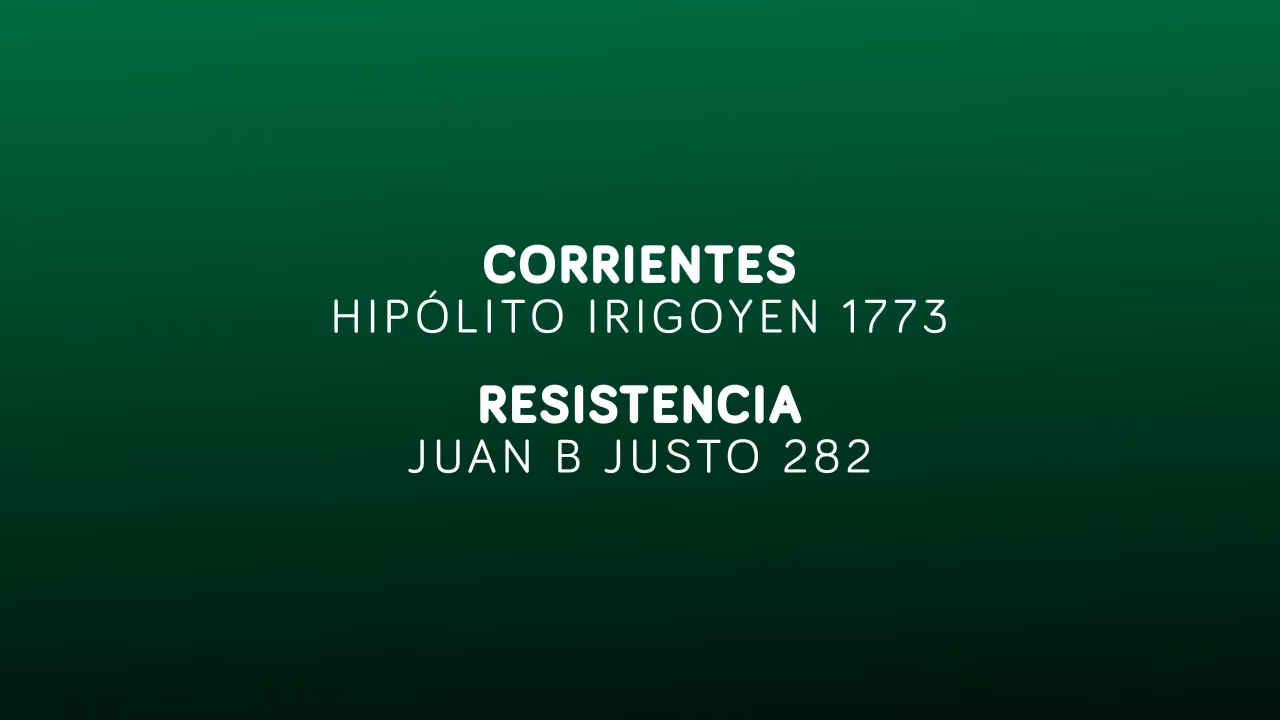 CORRIENTES
HIPÓLITO IRIGOYEN 1773
RESISTENCIA
JUAN B JUSTO 282